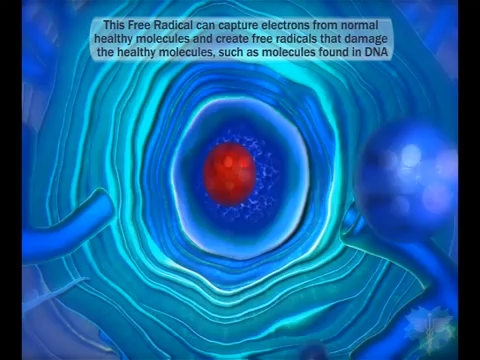 This Free Radical can capture electrons from normal
healthy molecules and create free radicals that damage
the healthy molecules, such as molecules found in DNA